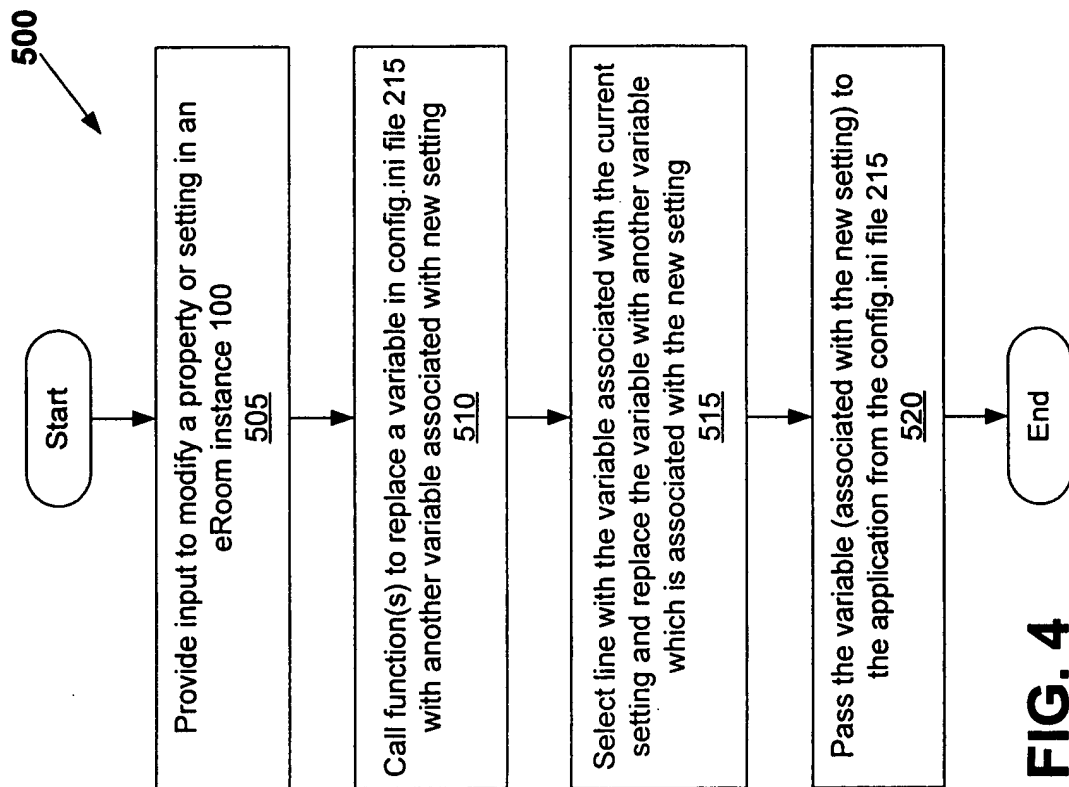 500
Start
Provide input to modify a property or setting in an
eRoom instance 100
505
Call function(s) to replace a variable in config.ini file 215
with another variable associated with new setting
510
Select line with the variable associated with the current
setting and replace the variable with another variable
which is associated with the new setting
515
Pass the variable (associated with the new setting) to
the application from the config.ini file 215
520
End
FIG. 4